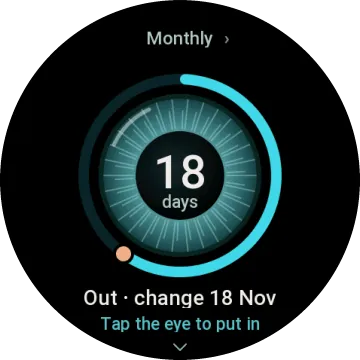 Monthly ›
18
days
Out · change 18 Nov
Tap the eye to put in